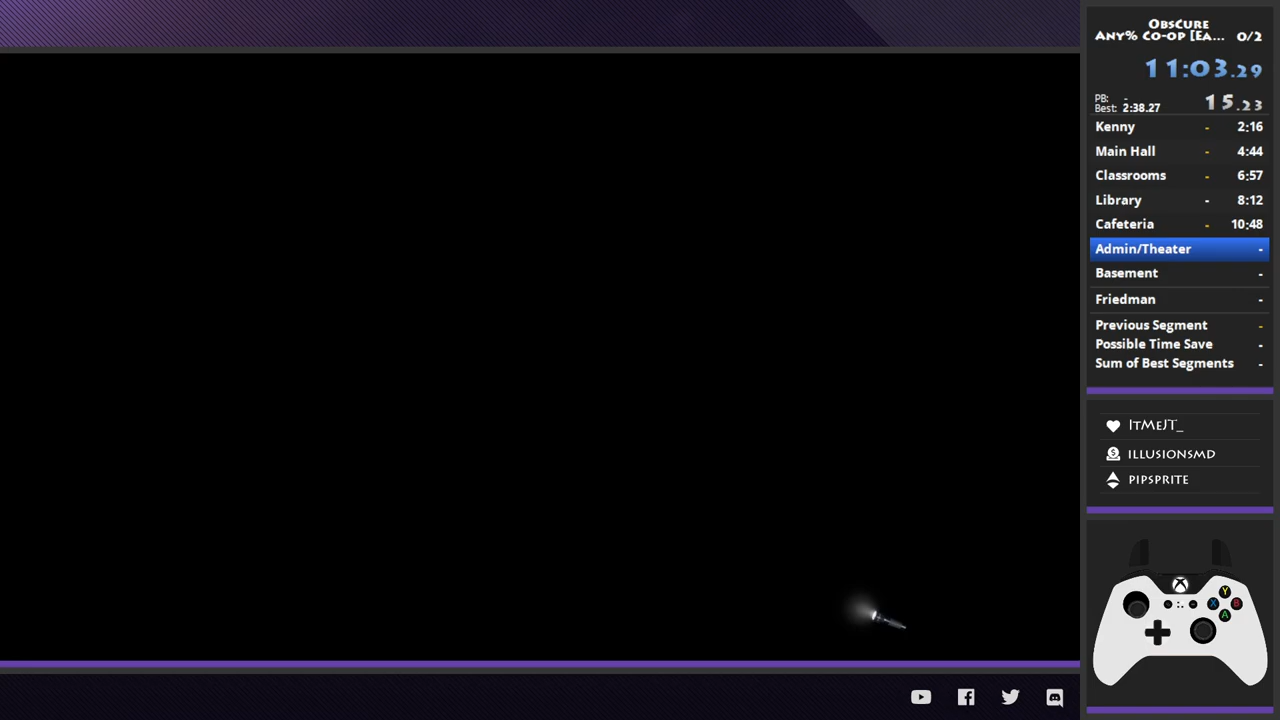 ObsCure
Any% Co-op [Ea... 0/2
11:03.29
PB: -
Best: 2:38.27
15.23
Kenny - 2:16
Main Hall - 4:44
Classrooms - 6:57
Library - 8:12
Cafeteria - 10:48
Admin/Theater -
Basement -
Friedman -
Previous Segment -
Possible Time Save -
Sum of Best Segments -
ItMeJT_
illusionsmd
pipsprite
Y
X B
A